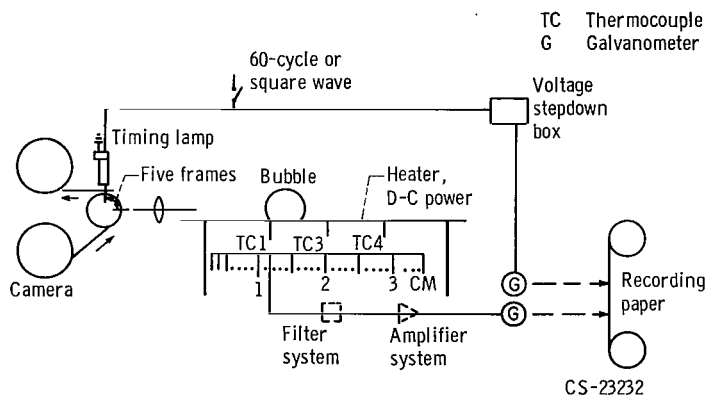 TC Thermocouple
G Galvanometer
60-cycle or
square wave
Voltage
stepdown
box
Timing lamp
Five frames
Bubble
Heater,
D-C power
TC1 TC3 TC4
1 2 3 CM
Camera
G
G
Recording
paper
Filter
system
Amplifier
system
CS-23232